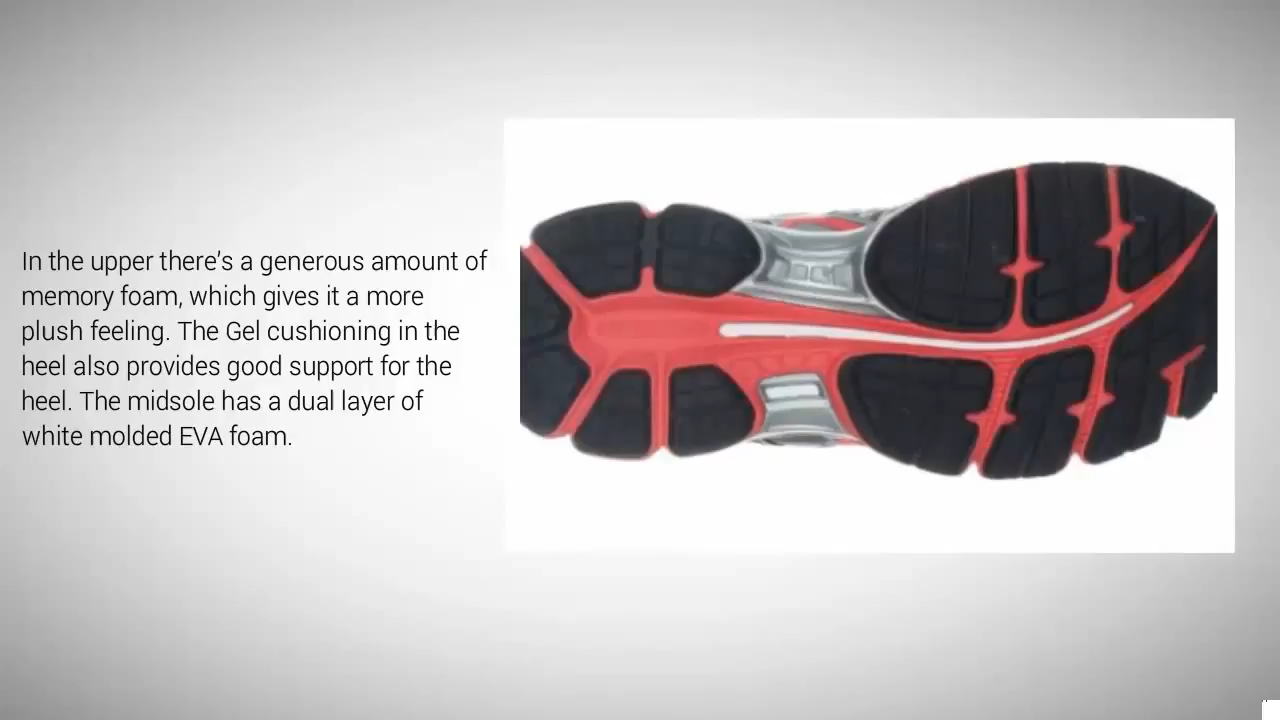 In the upper there's a generous amount of
memory foam, which gives it a more
plush feeling. The Gel cushioning in the
heel also provides good support for the
heel. The midsole has a dual layer of
white molded EVA foam.